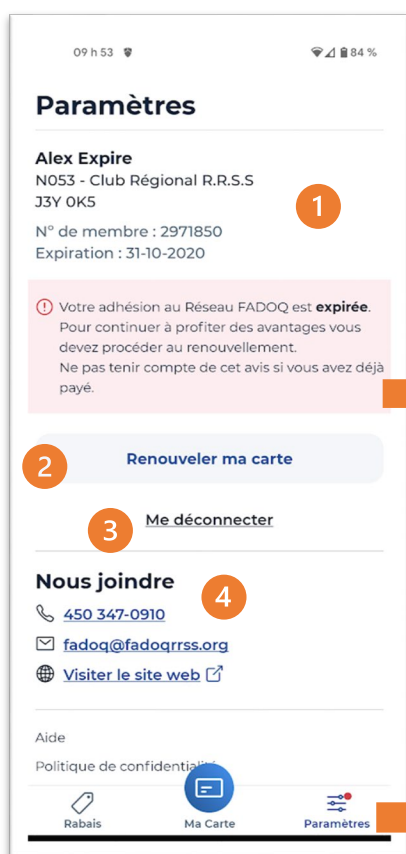 09 h 53 84 %
Paramètres
Alex Expire
N053 - Club Régional R.R.S.S
J3Y 0K5
1
N° de membre : 2971850
Expiration : 31-10-2020
Votre adhésion au Réseau FADOQ est expirée.
Pour continuer à profiter des avantages vous
devez procéder au renouvellement.
Ne pas tenir compte de cet avis si vous avez déjà
payé.
2
Renouveler ma carte
3
Me déconnecter
Nous joindre
4
450 347-0910
fadoq@fadoqrrss.org
Visiter le site web
Aide
Politique de confidentialité
Rabais Ma Carte Paramètres